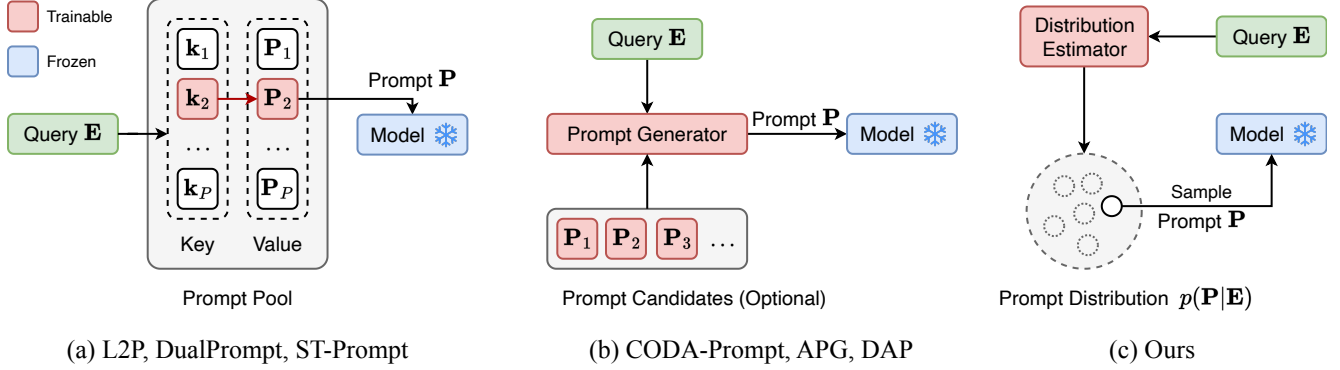 Trainable
Frozen
Query E
k₁
k₂
...
k_P
Key
P₁
P₂
...
P_P
Value
Prompt P
Model
Prompt Pool
(a) L2P, DualPrompt, ST-Prompt
Query E
Prompt Generator
Prompt P
Model
P₁ P₂ P₃ ...
Prompt Candidates (Optional)
(b) CODA-Prompt, APG, DAP
Distribution
Estimator
Query E
Model
Sample
Prompt P
Prompt Distribution p(P|E)
(c) Ours